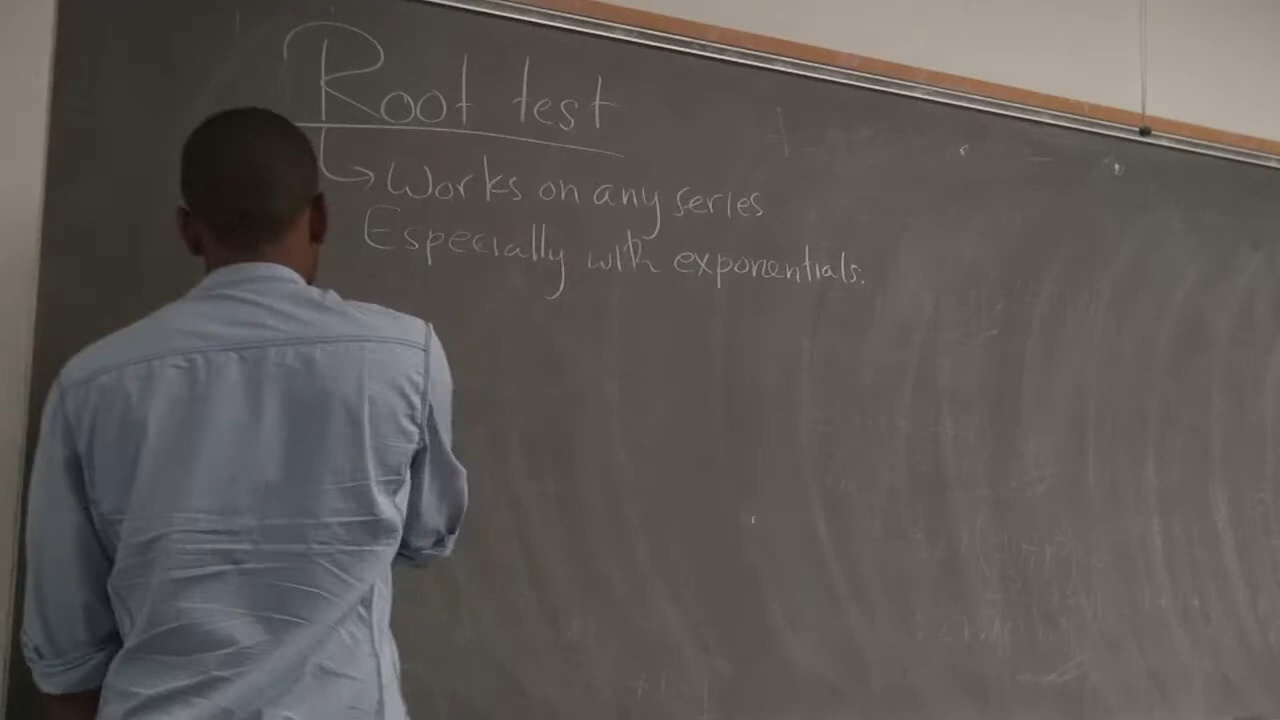 Root test
Works on any series
Especially with exponentials.